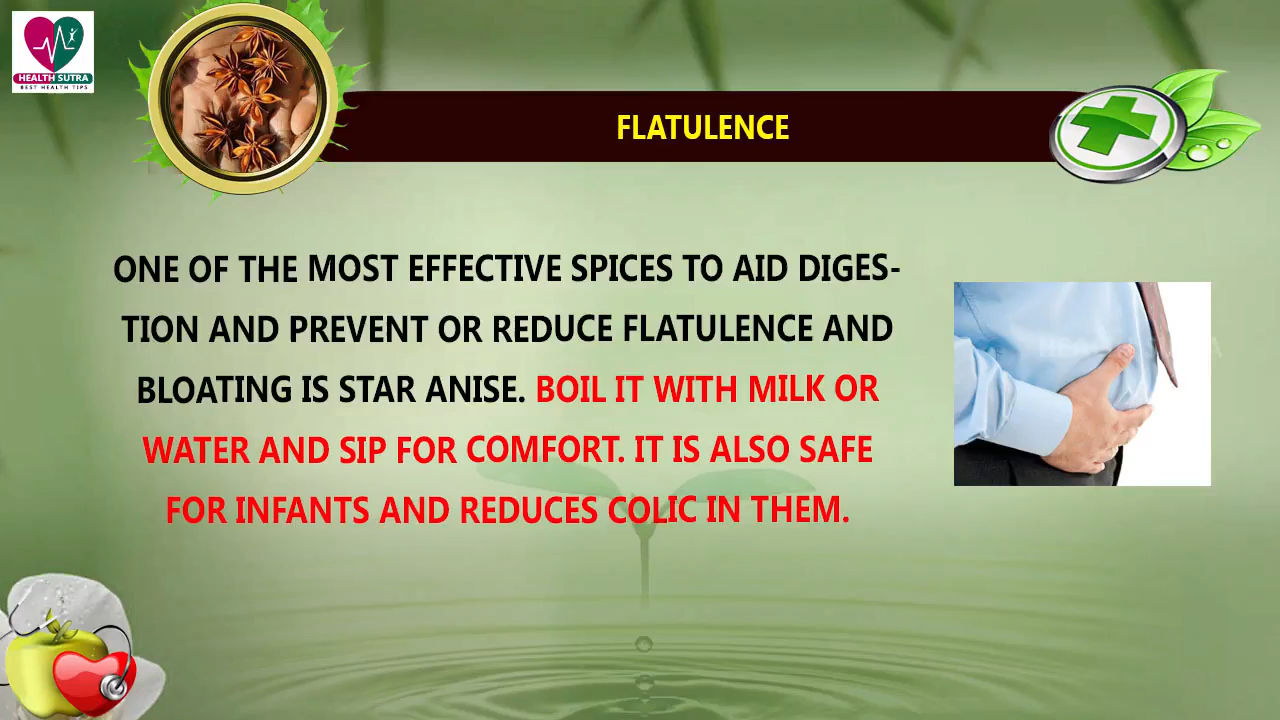 HEALTH SUTRA
BEST HEALTH TIPS
FLATULENCE
ONE OF THE MOST EFFECTIVE SPICES TO AID DIGES-
TION AND PREVENT OR REDUCE FLATULENCE AND
BLOATING IS STAR ANISE. BOIL IT WITH MILK OR
WATER AND SIP FOR COMFORT. IT IS ALSO SAFE
FOR INFANTS AND REDUCES COLIC IN THEM.